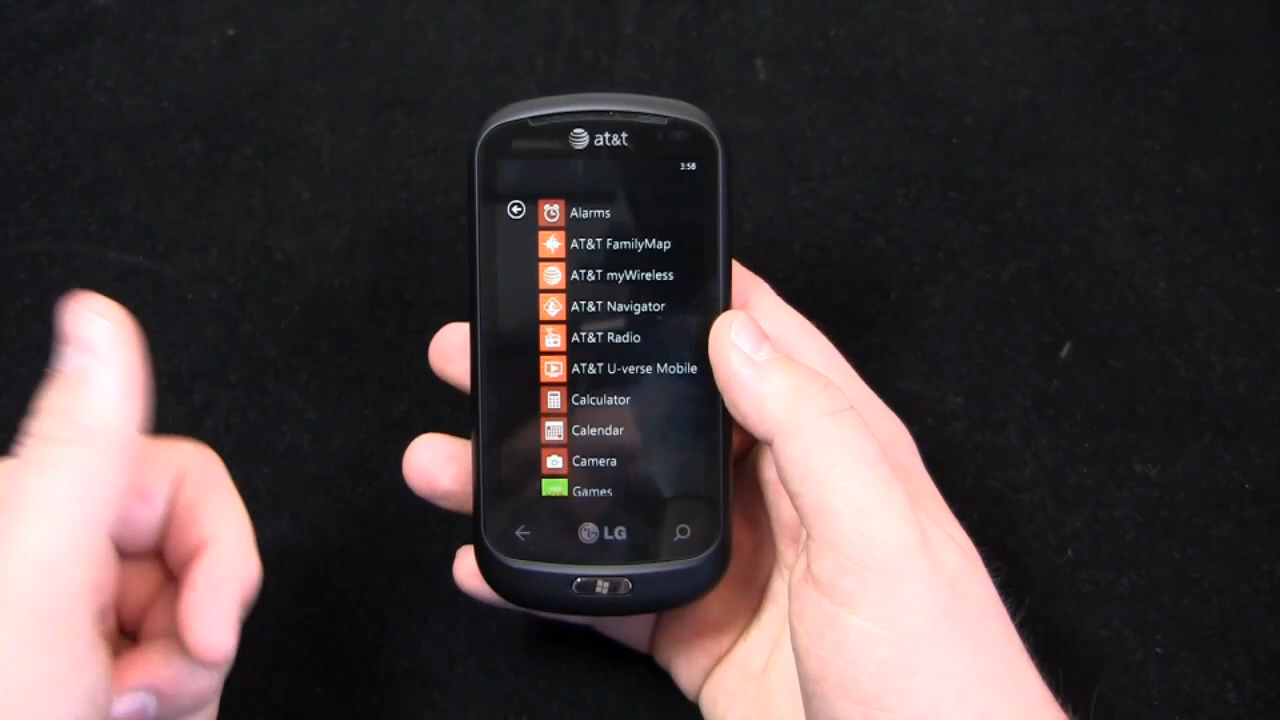 at&t
3:58
Alarms
AT&T FamilyMap
AT&T myWireless
AT&T Navigator
AT&T Radio
AT&T U-verse Mobile
Calculator
Calendar
Camera
Games
LG